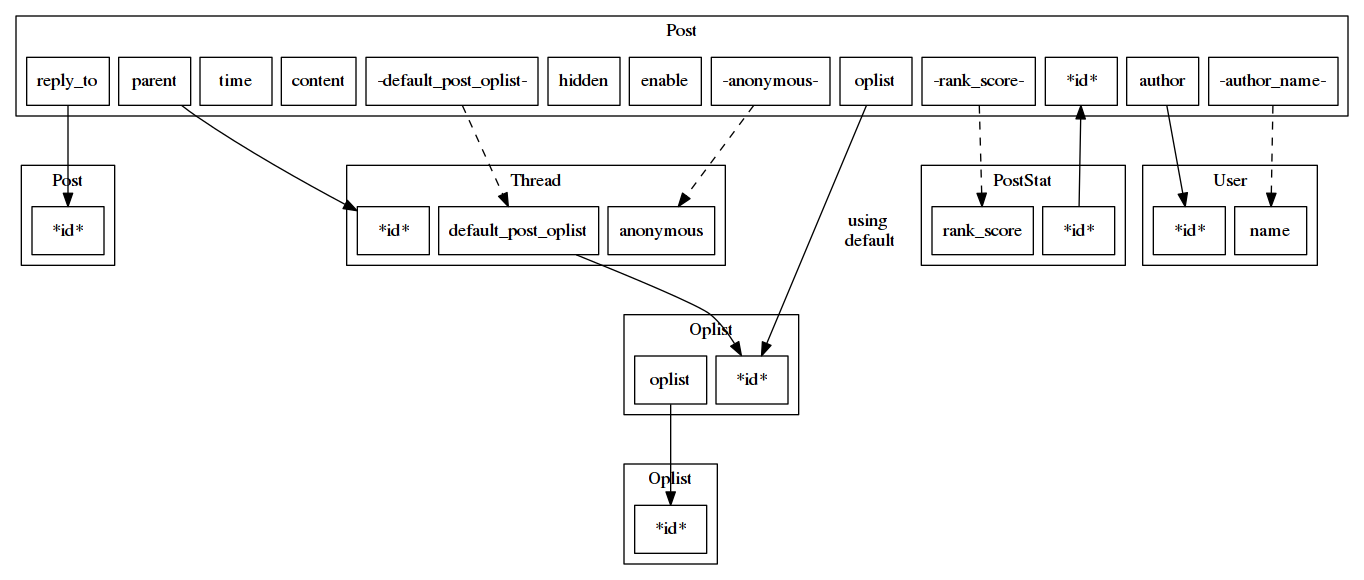 Post
reply_to parent time content -default_post_oplist- hidden enable -anonymous- oplist -rank_score- *id* author -author_name-
Post Thread PostStat User
*id* *id* default_post_oplist anonymous rank_score *id* *id* name
using
default
Oplist
oplist *id*
Oplist
*id*